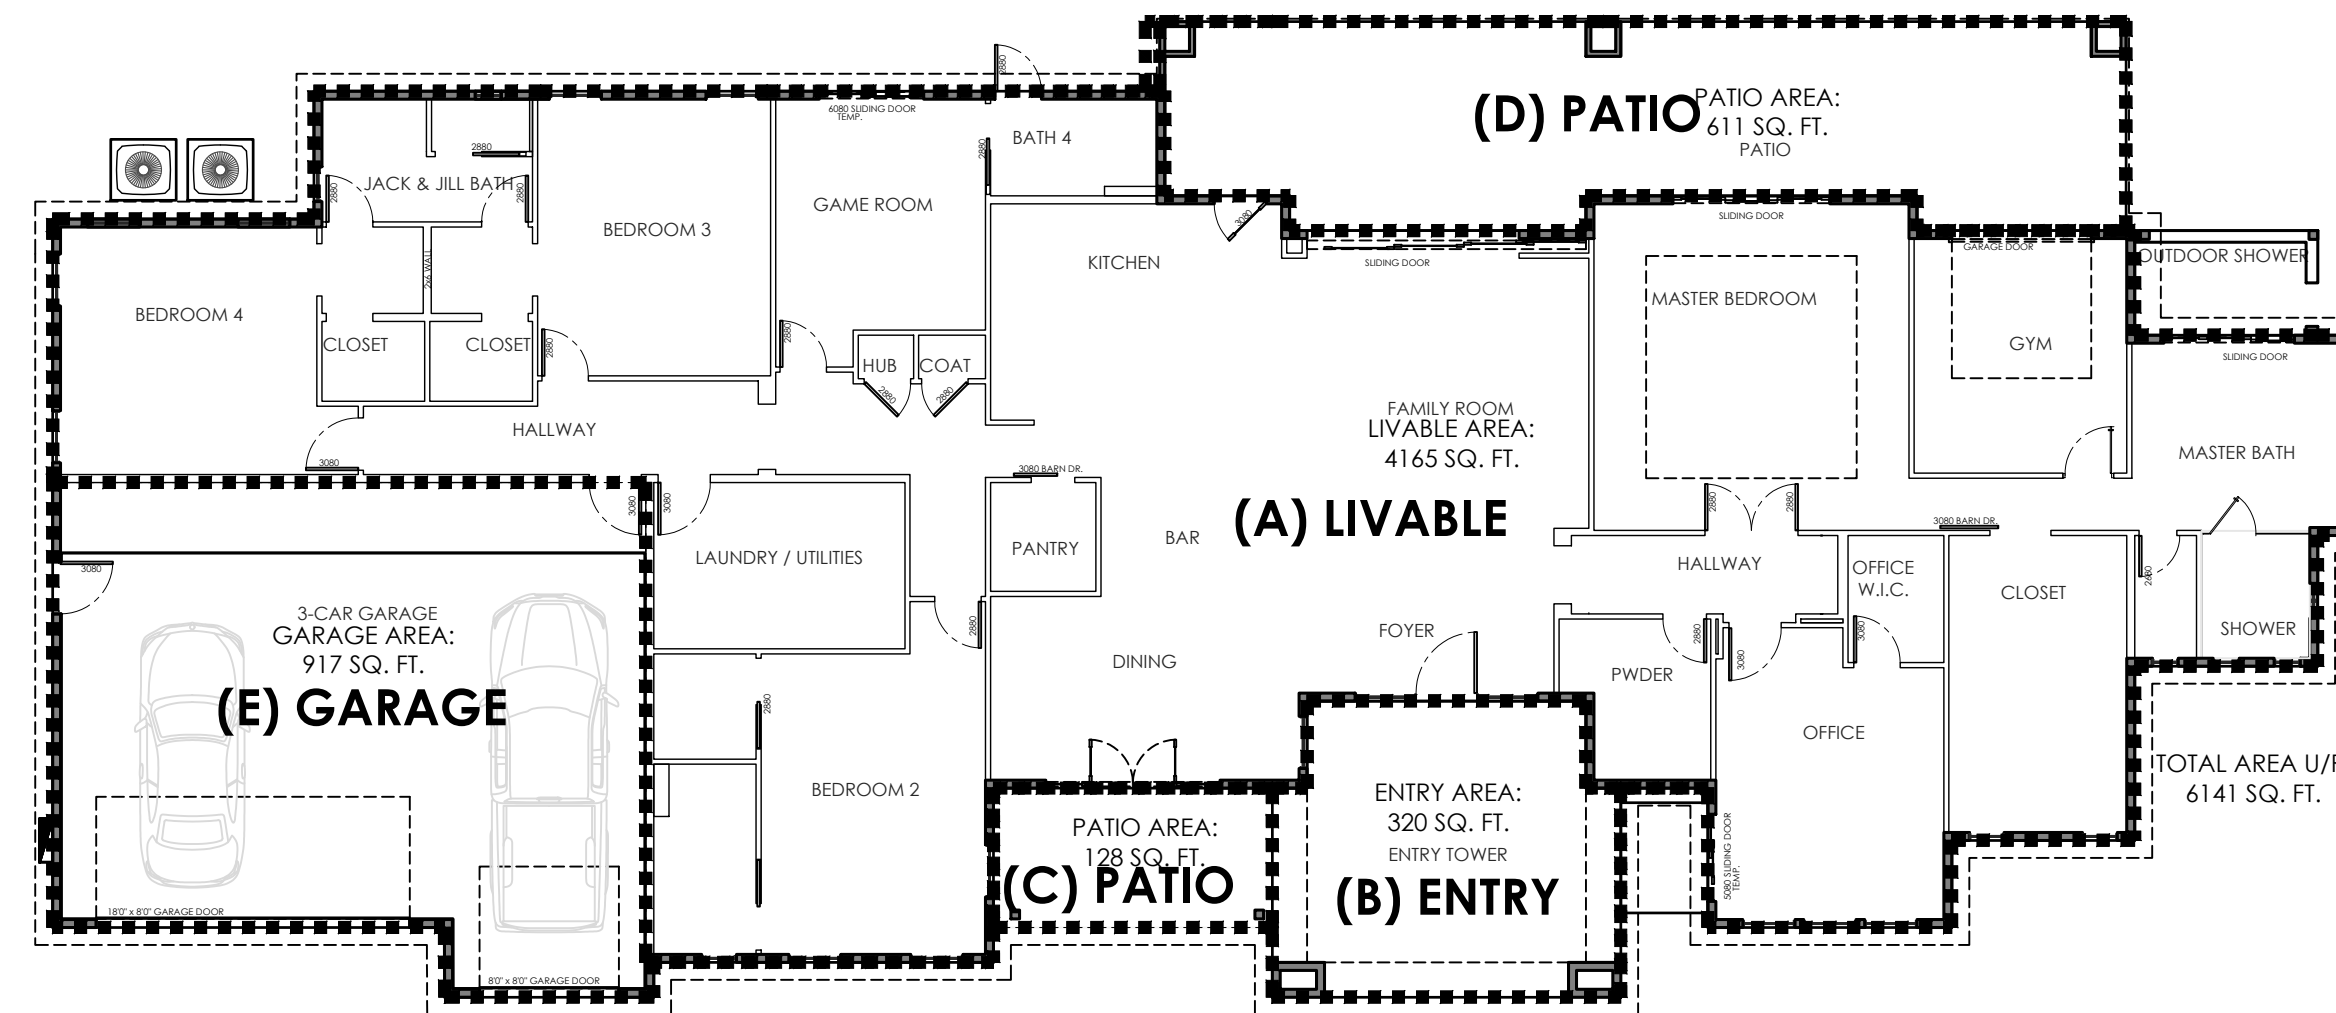 2880
6080 SLIDING DOOR
TEMP.
(D) PATIO
PATIO AREA:
611 SQ. FT.
PATIO
BATH 4
2880
2880
JACK & JILL BATH
2880
2880
GAME ROOM
BEDROOM 3
3080
SLIDING DOOR
KITCHEN
SLIDING DOOR
GARAGE DOOR
OUTDOOR SHOWER
2x6 WALL
BEDROOM 4
MASTER BEDROOM
CLOSET
CLOSET
2880
2880
HUB
COAT
2880
2880
GYM
SLIDING DOOR
HALLWAY
FAMILY ROOM
LIVABLE AREA:
4165 SQ. FT.
MASTER BATH
3080
3080 BARN DR.
3080
3080
(A) LIVABLE
2880
2880
3080 BARN DR.
LAUNDRY / UTILITIES
PANTRY
BAR
HALLWAY
OFFICE
W.I.C.
CLOSET
3080
2680
3-CAR GARAGE
GARAGE AREA:
917 SQ. FT.
(E) GARAGE
2880
FOYER
DINING
2880
3080
3080
SHOWER
PWDER
2880
OFFICE
BEDROOM 2
TOTAL AREA U/
6141 SQ. FT.
ENTRY AREA:
320 SQ. FT.
ENTRY TOWER
(B) ENTRY
PATIO AREA:
128 SQ. FT.
(C) PATIO
5080 SLIDING DOOR
TEMP.
18'0" x 8'0" GARAGE DOOR
8'0" x 8'0" GARAGE DOOR